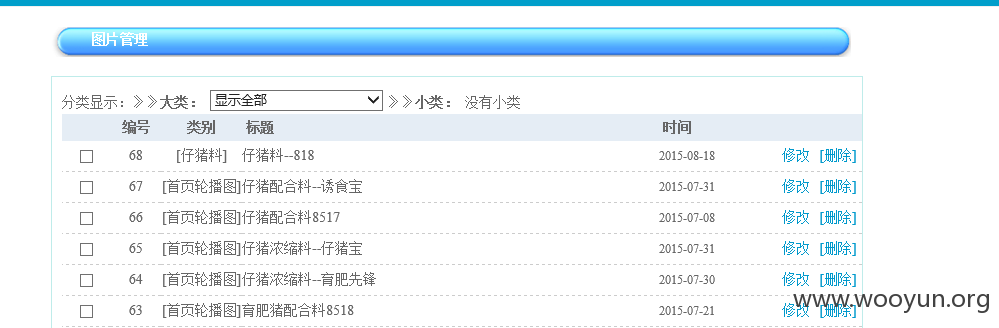 图片管理
分类显示：>>大类： 显示全部 >>小类： 没有小类
编号 类别 标题 时间
68 [仔猪料] 仔猪料--818 2015-08-18 修改 [删除]
67 [首页轮播图]仔猪配合料--诱食宝 2015-07-31 修改 [删除]
66 [首页轮播图]仔猪配合料8517 2015-07-08 修改 [删除]
65 [首页轮播图]仔猪浓缩料--仔猪宝 2015-07-31 修改 [删除]
64 [首页轮播图]仔猪浓缩料--育肥先锋 2015-07-30 修改 [删除]
63 [首页轮播图]育肥猪配合料8518 2015-07-21 修改 [删除]
www.wooyun.org